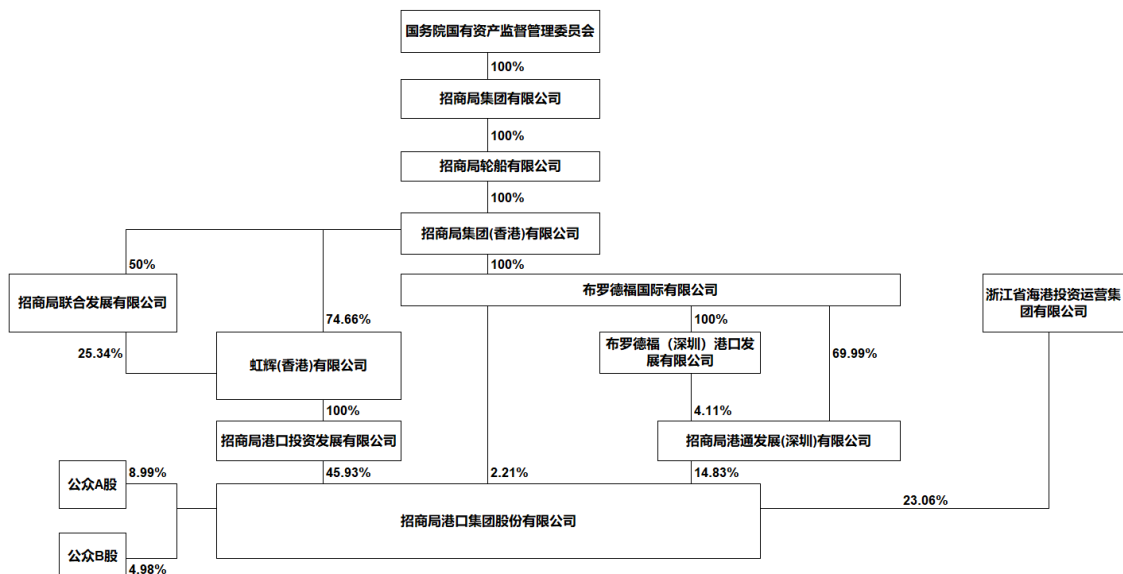 国务院国有资产监督管理委员会
100%
招商局集团有限公司
100%
招商局轮船有限公司
100%
招商局集团(香港)有限公司
50%
100%
招商局联合发展有限公司
布罗德福国际有限公司
浙江省海港投资运营集
团有限公司
74.66%
100%
25.34%
虹辉(香港)有限公司
布罗德福（深圳）港口发
展有限公司
69.99%
100%
4.11%
招商局港口投资发展有限公司
招商局港通发展(深圳)有限公司
公众A股
8.99%
45.93%
2.21%
14.83%
23.06%
招商局港口集团股份有限公司
公众B股
4.98%